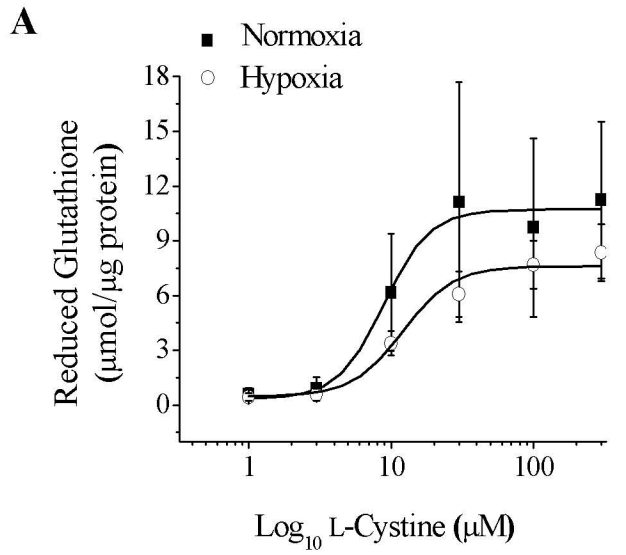 A
Normoxia
Hypoxia
Reduced Glutathione
(μmol/μg protein)
18
15
12
9
6
3
0
1
10
100
Log₁₀ L-Cystine (μM)